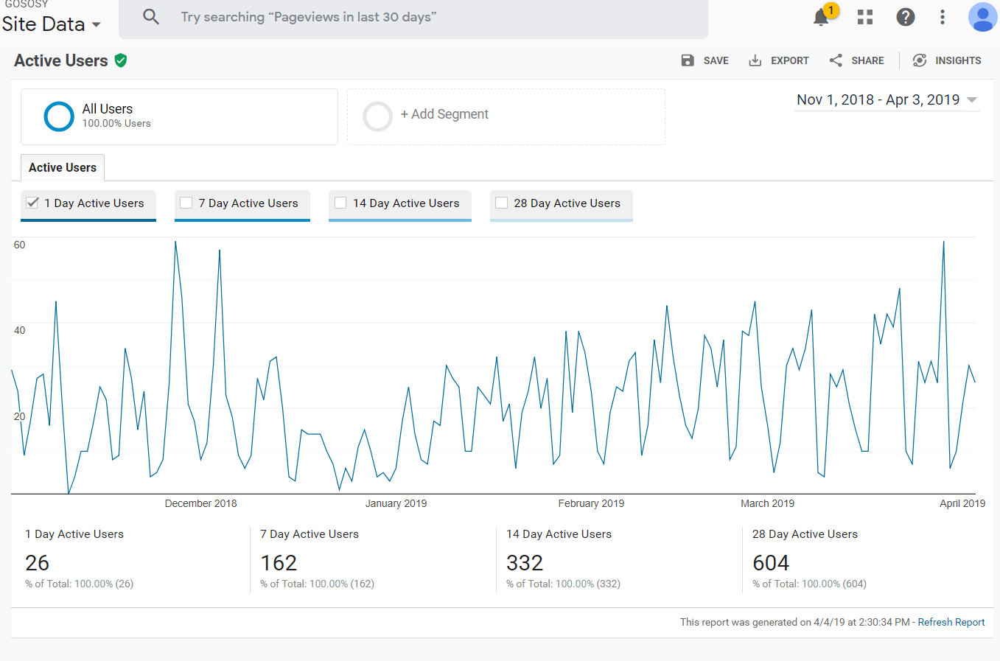 GOSOSY
Site Data
Try searching “Pageviews in last 30 days”
1
Active Users
SAVE
EXPORT
SHARE
INSIGHTS
All Users
100.00% Users
+ Add Segment
Nov 1, 2018 - Apr 3, 2019
Active Users
1 Day Active Users
7 Day Active Users
14 Day Active Users
28 Day Active Users
60
40
20
December 2018
January 2019
February 2019
March 2019
April 2019
1 Day Active Users
26
% of Total: 100.00% (26)
7 Day Active Users
162
% of Total: 100.00% (162)
14 Day Active Users
332
% of Total: 100.00% (332)
28 Day Active Users
604
% of Total: 100.00% (604)
This report was generated on 4/4/19 at 2:30:34 PM - Refresh Report